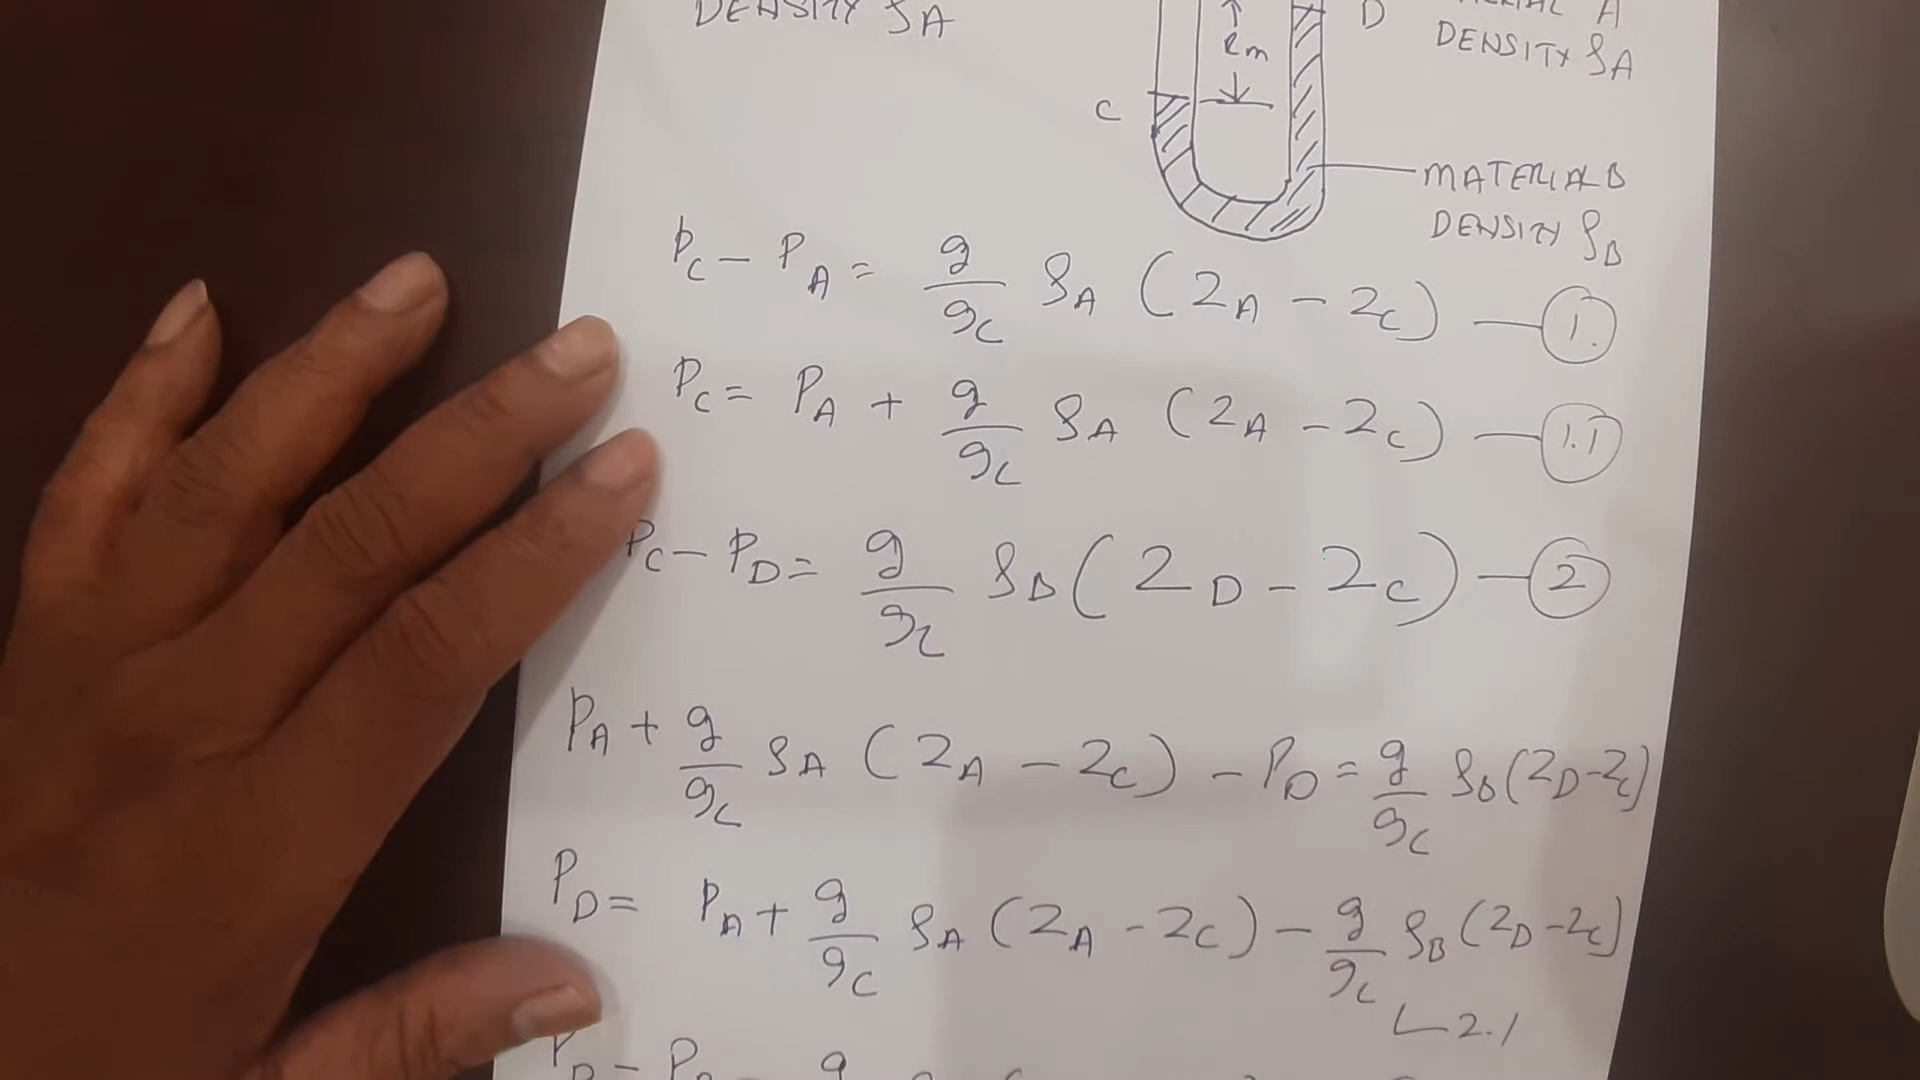 DENSITY ρA
A
D
DENSITY ρA
Rm
C
MATERIAL B
DENSITY ρB
PC - PA = g/gc ρA (ZA - ZC) — 1.
PC = PA + g/gc ρA (ZA - ZC) — 1.1
PC - PD = g/gc ρB (ZD - ZC) — 2
PA + g/gc ρA (ZA - ZC) - PD = g/gc ρB (ZD - ZC)
PD = PA + g/gc ρA (ZA - ZC) - g/gc ρB (ZD - ZC)
2.1